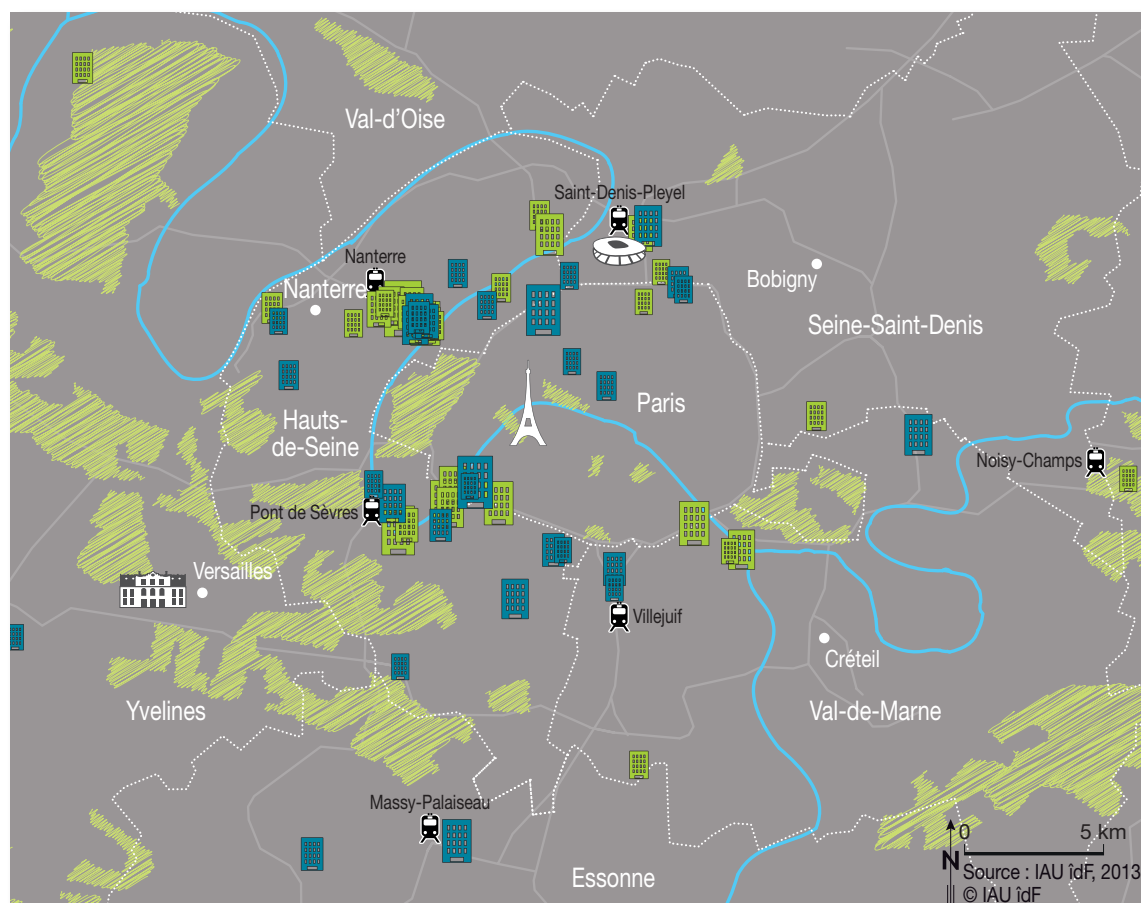 Val-d'Oise
Saint-Denis-Pleyel
Nanterre
Bobigny
Nanterre
Seine-Saint-Denis
Paris
Hauts-
de-Seine
Noisy-Champs
Pont de Sèvres
Versailles
Villejuif
Créteil
Yvelines
Val-de-Marne
Massy-Palaiseau
0 5 km
N
Source : IAU îdF, 2013
Essonne
© IAU îdF